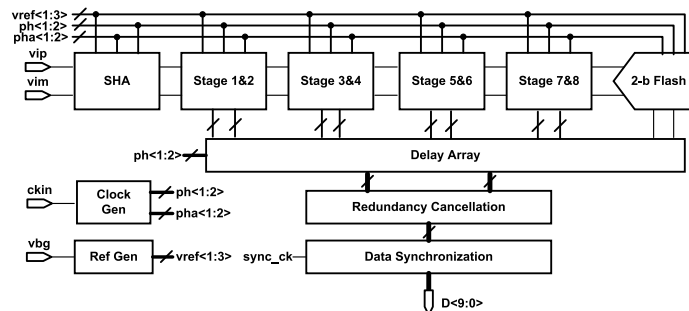 vref<1:3>
ph<1:2>
pha<1:2>
vip
vim
SHA
Stage 1&2
Stage 3&4
Stage 5&6
Stage 7&8
2-b Flash
ph<1:2>
Delay Array
ckin
Clock
Gen
ph<1:2>
pha<1:2>
Redundancy Cancellation
vbg
Ref Gen
vref<1:3>
sync_ck
Data Synchronization
D<9:0>